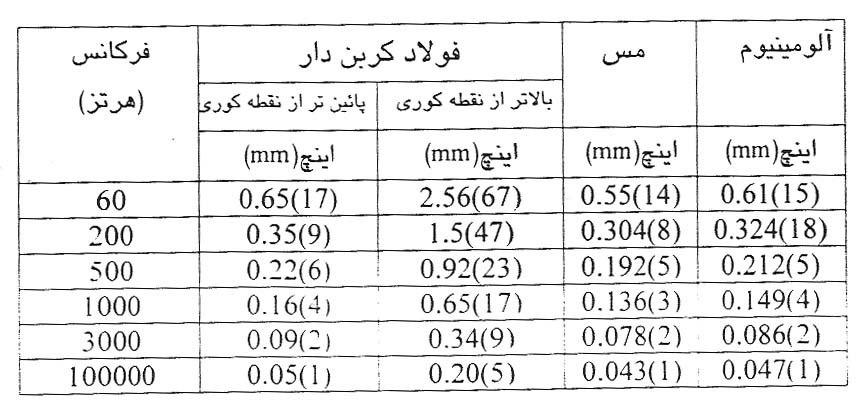 فرکانس (هرتز) فولاد کربن دار مس آلومینیوم
پائین تر از نقطه کوری بالاتر از نقطه کوری
اینچ(mm) اینچ(mm) اینچ(mm) اینچ(mm)
60 0.65(17) 2.56(67) 0.55(14) 0.61(15)
200 0.35(9) 1.5(47) 0.304(8) 0.324(18)
500 0.22(6) 0.92(23) 0.192(5) 0.212(5)
1000 0.16(4) 0.65(17) 0.136(3) 0.149(4)
3000 0.09(2) 0.34(9) 0.078(2) 0.086(2)
100000 0.05(1) 0.20(5) 0.043(1) 0.047(1)